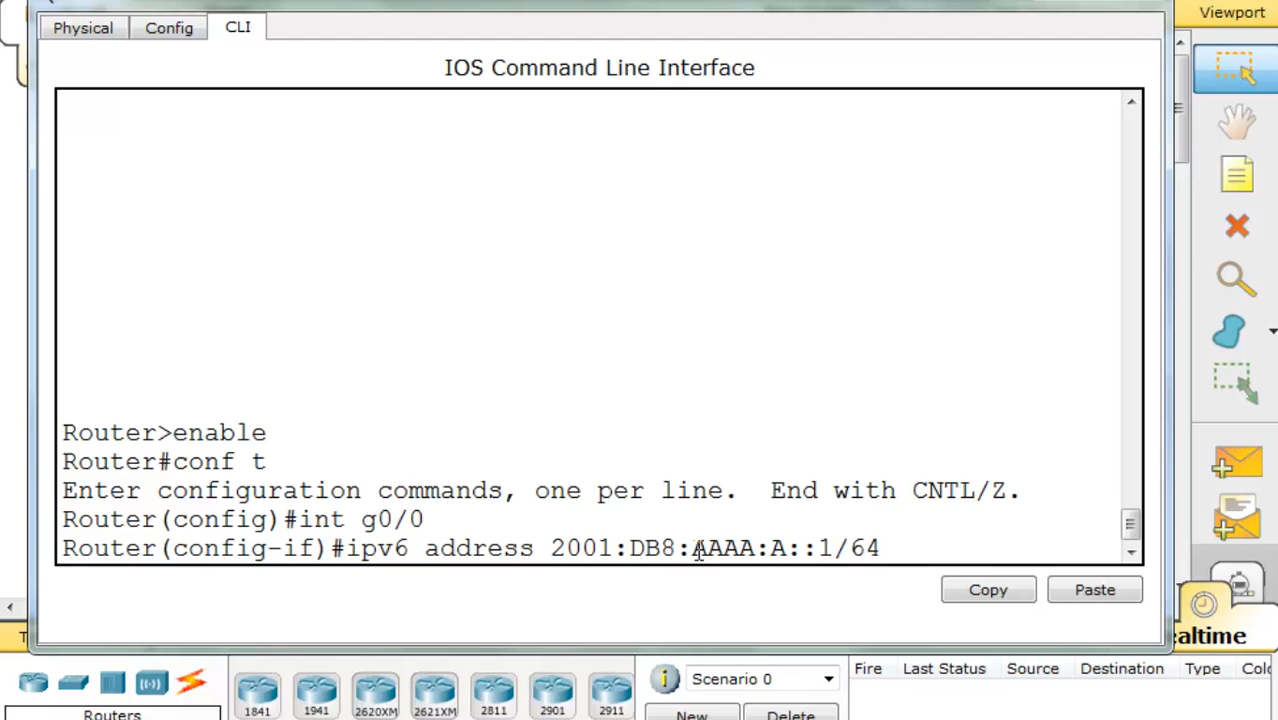 Physical
Config
CLI
Viewport
IOS Command Line Interface
Router>enable
Router#conf t
Enter configuration commands, one per line.  End with CNTL/Z.
Router(config)#int g0/0
Router(config-if)#ipv6 address 2001:DB8:AAAA:A::1/64
Copy
Paste
T
ealtime
Scenario 0
Fire
Last Status
Source
Destination
Type
Colo
1841
1941
2620XM
2621XM
2811
2901
2911
Routers
New
Delete